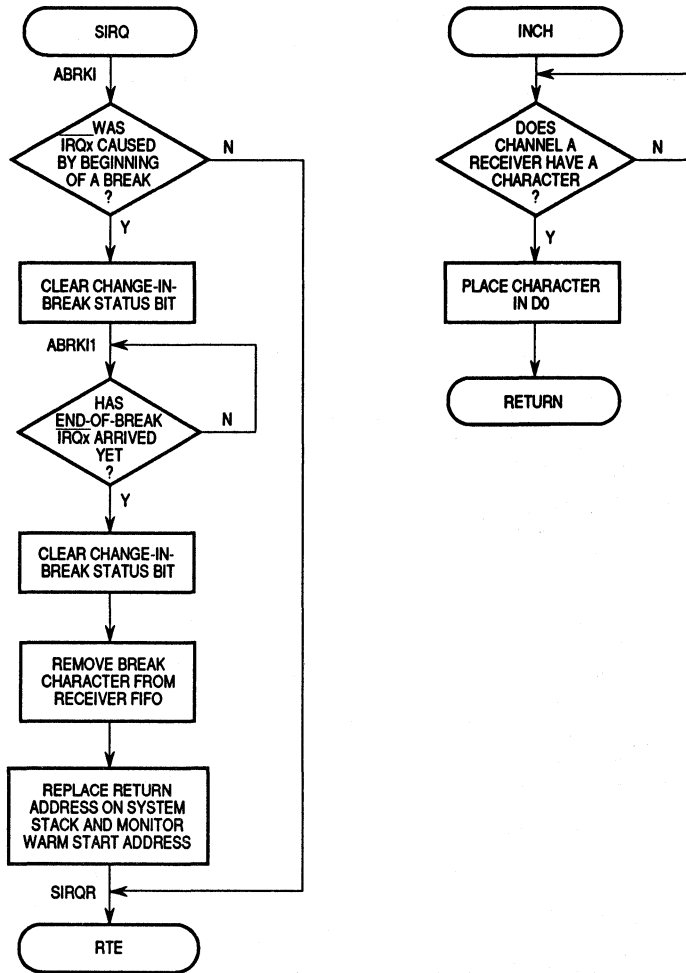 SIRQ
ABRKI
WAS
IRQx CAUSED
BY BEGINNING
OF A BREAK
?
N
Y
CLEAR CHANGE-IN-
BREAK STATUS BIT
ABRKI1
HAS
END-OF-BREAK
IRQx ARRIVED
YET
?
N
Y
CLEAR CHANGE-IN-
BREAK STATUS BIT
REMOVE BREAK
CHARACTER FROM
RECEIVER FIFO
REPLACE RETURN
ADDRESS ON SYSTEM
STACK AND MONITOR
WARM START ADDRESS
SIRQR
RTE
INCH
DOES
CHANNEL A
RECEIVER HAVE A
CHARACTER
?
N
Y
PLACE CHARACTER
IN D0
RETURN